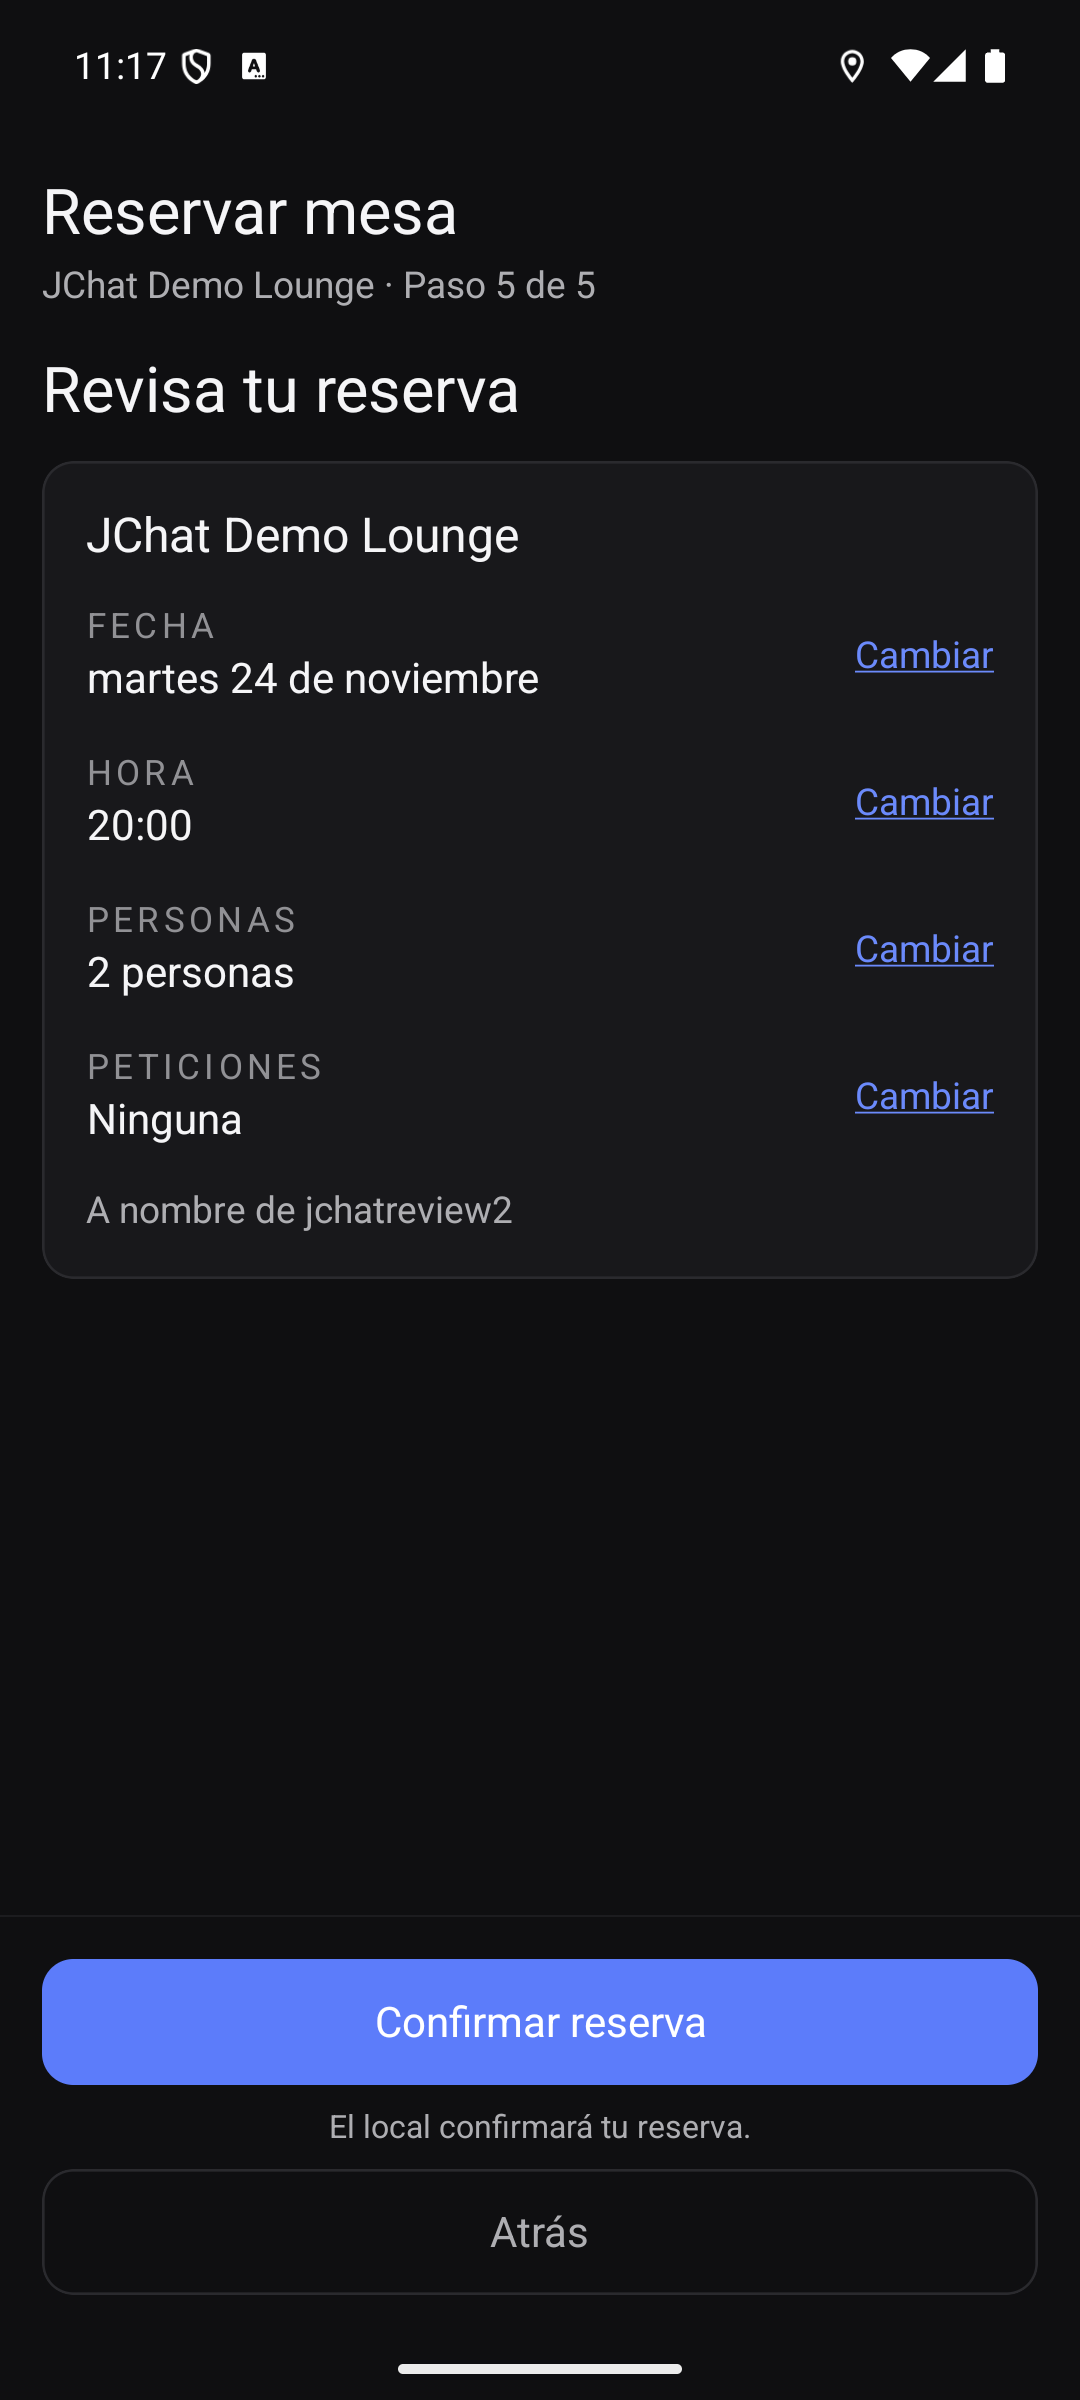 11:17
Reservar mesa
JChat Demo Lounge · Paso 5 de 5
Revisa tu reserva
JChat Demo Lounge
FECHA
martes 24 de noviembre
Cambiar
HORA
20:00
Cambiar
PERSONAS
2 personas
Cambiar
PETICIONES
Ninguna
Cambiar
A nombre de jchatreview2
Confirmar reserva
El local confirmará tu reserva.
Atrás